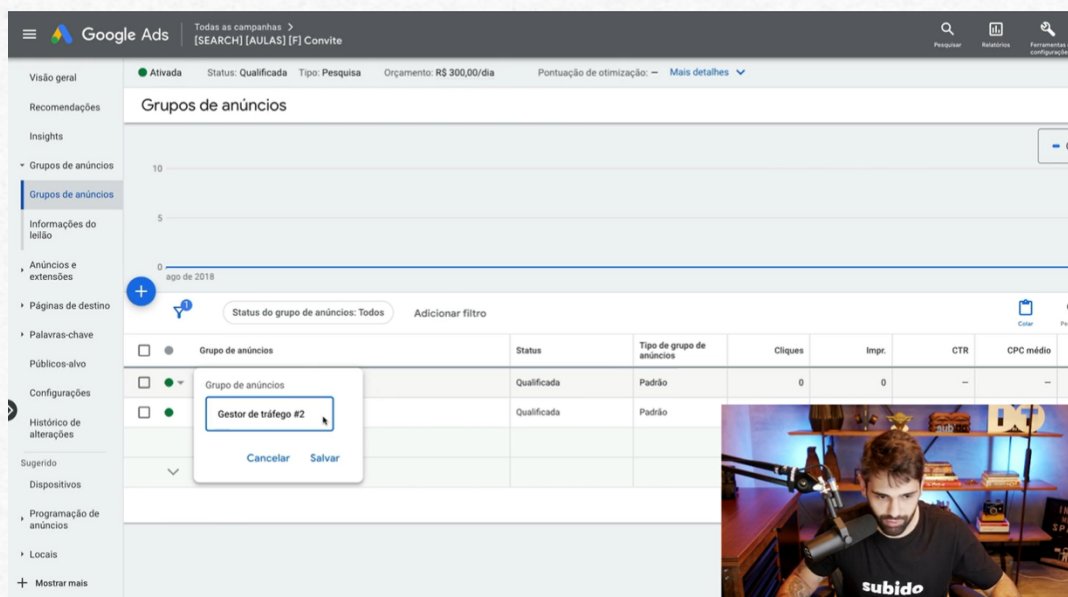 Google Ads
Todas as campanhas >
[SEARCH] [AULAS] [F] Convite
Pesquisar
Relatórios
Ferramentas e
configurações
Visão geral
Recomendações
Insights
Grupos de anúncios
Grupos de anúncios
Informações do
leilão
Anúncios e
extensões
Páginas de destino
Palavras-chave
Públicos-alvo
Configurações
Histórico de
alterações
Sugerido
Dispositivos
Programação de
anúncios
Locais
+ Mostrar mais
Ativada
Status: Qualificada
Tipo: Pesquisa
Orçamento: R$ 300,00/dia
Pontuação de otimização: –
Mais detalhes
Grupos de anúncios
10
5
0
ago de 2018
1
Status do grupo de anúncios: Todos
Adicionar filtro
Colar
Grupo de anúncios
Status
Tipo de grupo de
anúncios
Cliques
Impr.
CTR
CPC médio
Qualificada
Padrão
0
0
–
–
Qualificada
Padrão
Grupo de anúncios
Gestor de tráfego #2
Cancelar
Salvar
sub
subido